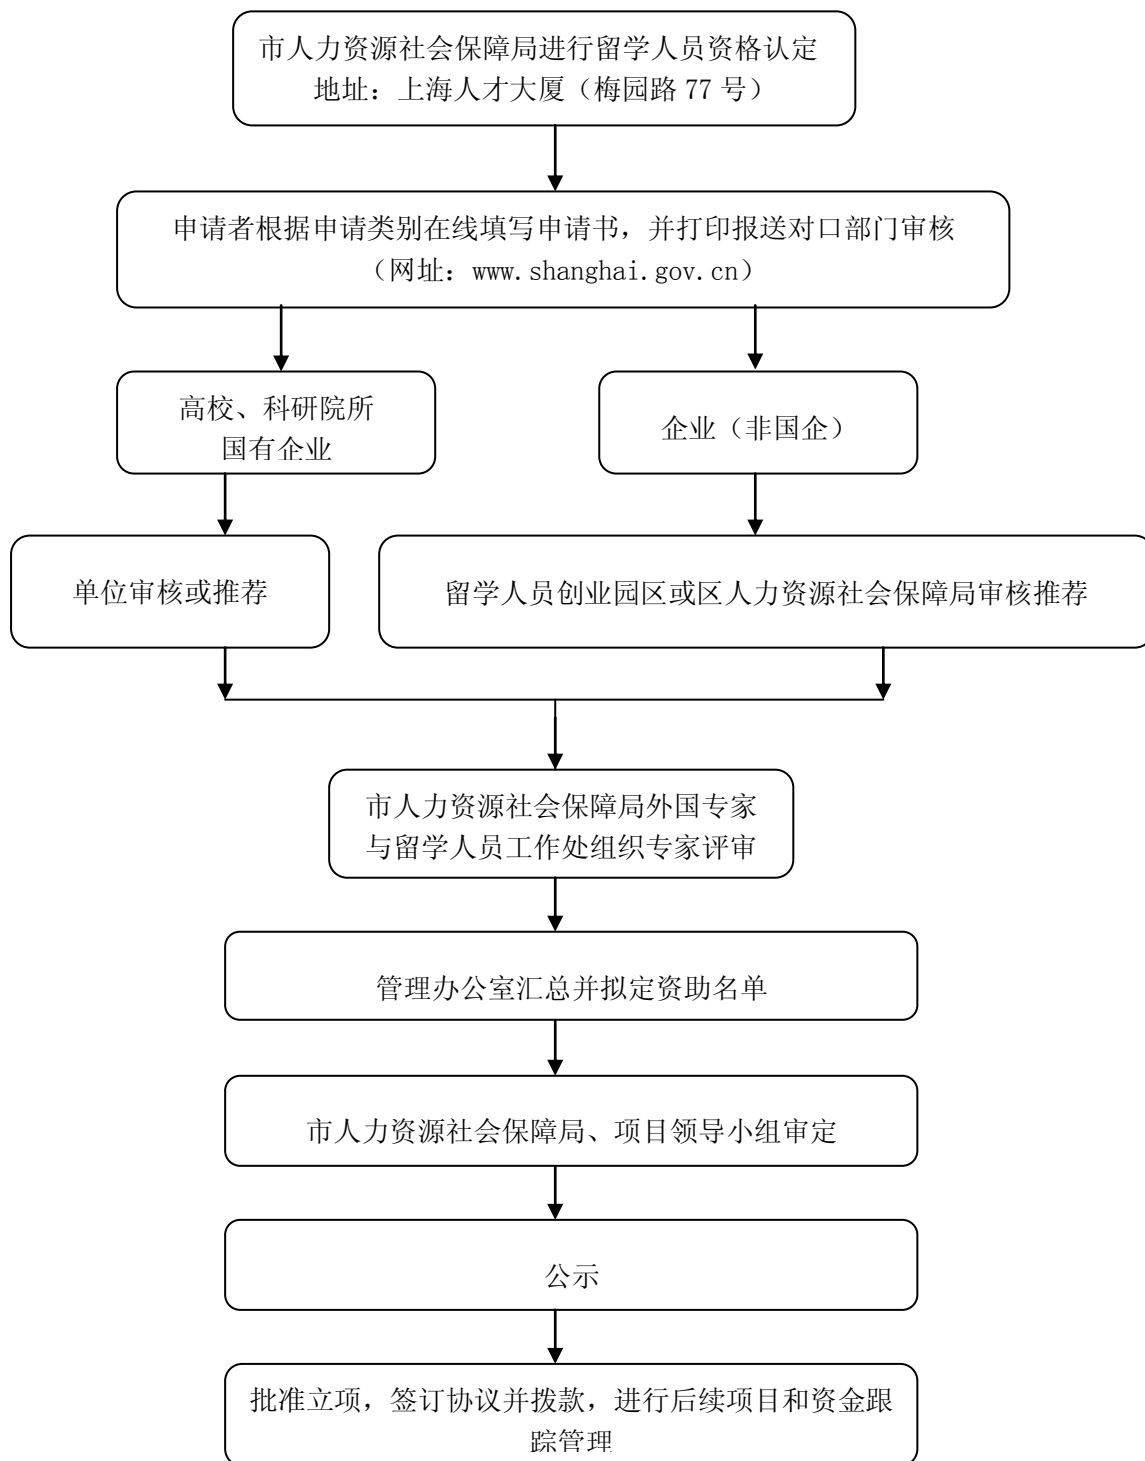 市人力资源社会保障局进行留学人员资格认定
地址：上海人才大厦（梅园路 77 号）
申请者根据申请类别在线填写申请书，并打印报送对口部门审核
（网址：www.shanghai.gov.cn）
高校、科研院所
国有企业
企业（非国企）
单位审核或推荐
留学人员创业园区或区人力资源社会保障局审核推荐
市人力资源社会保障局外国专家
与留学人员工作处组织专家评审
管理办公室汇总并拟定资助名单
市人力资源社会保障局、项目领导小组审定
公示
批准立项，签订协议并拨款，进行后续项目和资金跟
踪管理